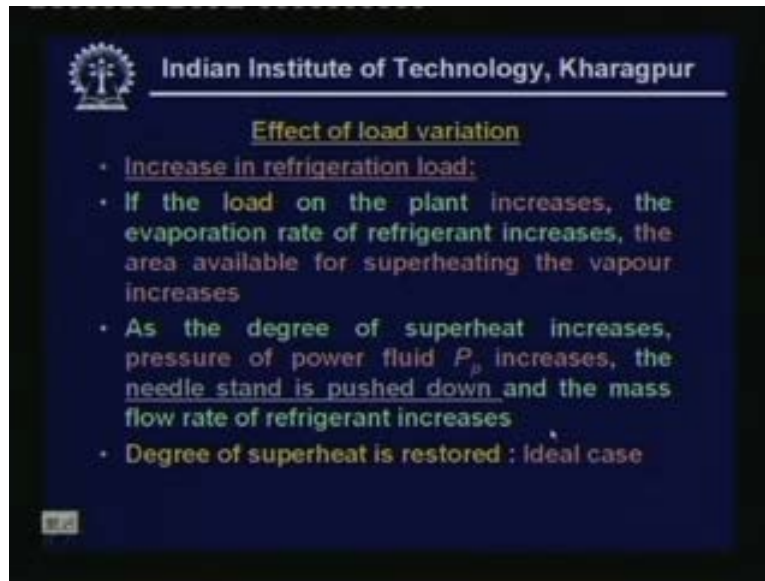 Indian Institute of Technology, Kharagpur
Effect of load variation
• Increase in refrigeration load:
• If the load on the plant increases, the
evaporation rate of refrigerant increases, the
area available for superheating the vapour
increases
• As the degree of superheat increases,
pressure of power fluid Pp increases, the
needle stand is pushed down and the mass
flow rate of refrigerant increases
• Degree of superheat is restored : Ideal case